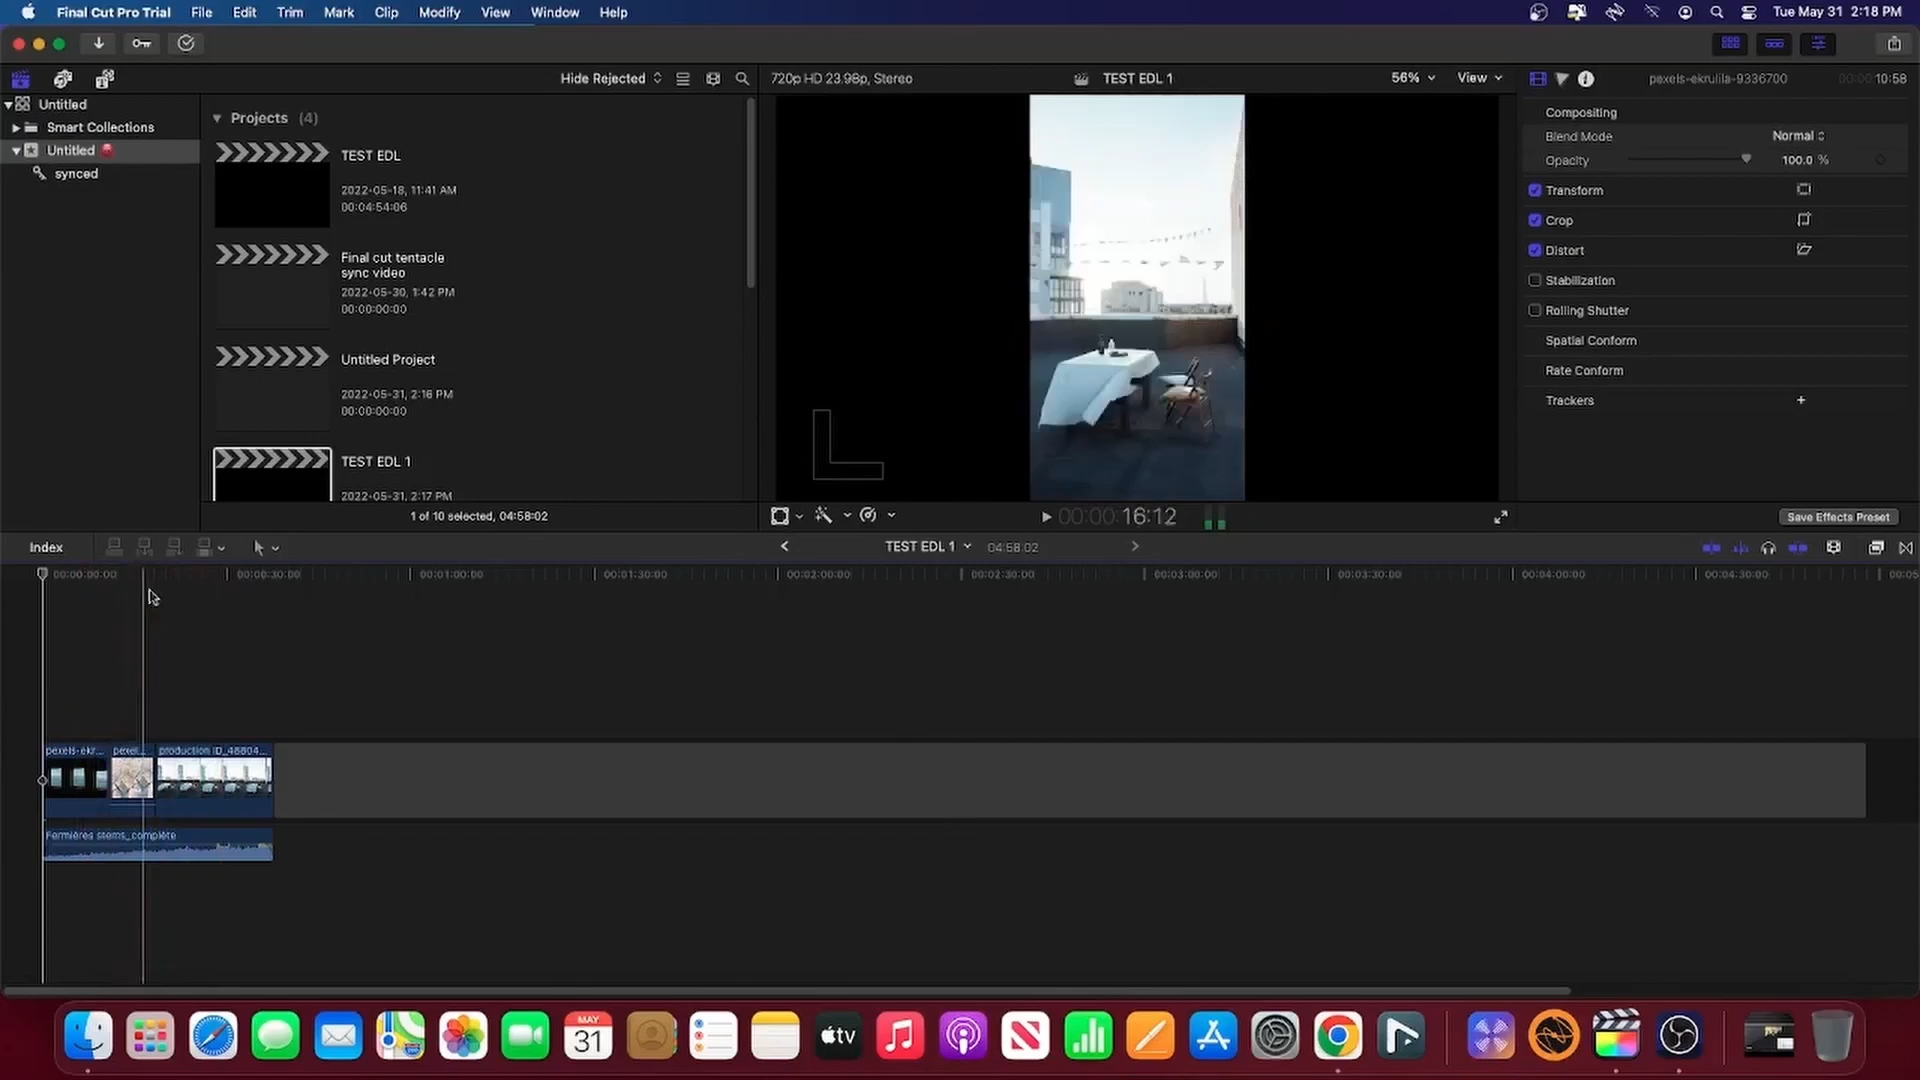 Final Cut Pro Trial File Edit Trim Mark Clip Modify View Window Help
Tue May 31 2:18 PM
Hide Rejected
720p HD 23.98p, Stereo
TEST EDL 1
56%
View
pexels-ekrulila-9336700
00:00:10:58
Untitled
Smart Collections
Untitled
synced
Projects (4)
TEST EDL
2022-05-18, 11:41 AM
00:04:54:06
Final cut tentacle
sync video
2022-05-30, 1:42 PM
00:00:00:00
Untitled Project
2022-05-31, 2:16 PM
00:00:00:00
TEST EDL 1
2022-05-31, 2:17 PM
1 of 10 selected, 04:58:02
Compositing
Blend Mode
Normal
Opacity
100.0 %
Transform
Crop
Distort
Stabilization
Rolling Shutter
Spatial Conform
Rate Conform
Trackers
+
00:00:16:12
Save Effects Preset
Index
TEST EDL 1
04:58:02
00:00:00:00
00:00:30:00
00:01:00:00
00:01:30:00
00:02:00:00
00:02:30:00
00:03:00:00
00:03:30:00
00:04:00:00
00:04:30:00
00:05
pexels-ekr...
pexel...
production ID_48804...
Fermières stems_complète
MAY
31
tv